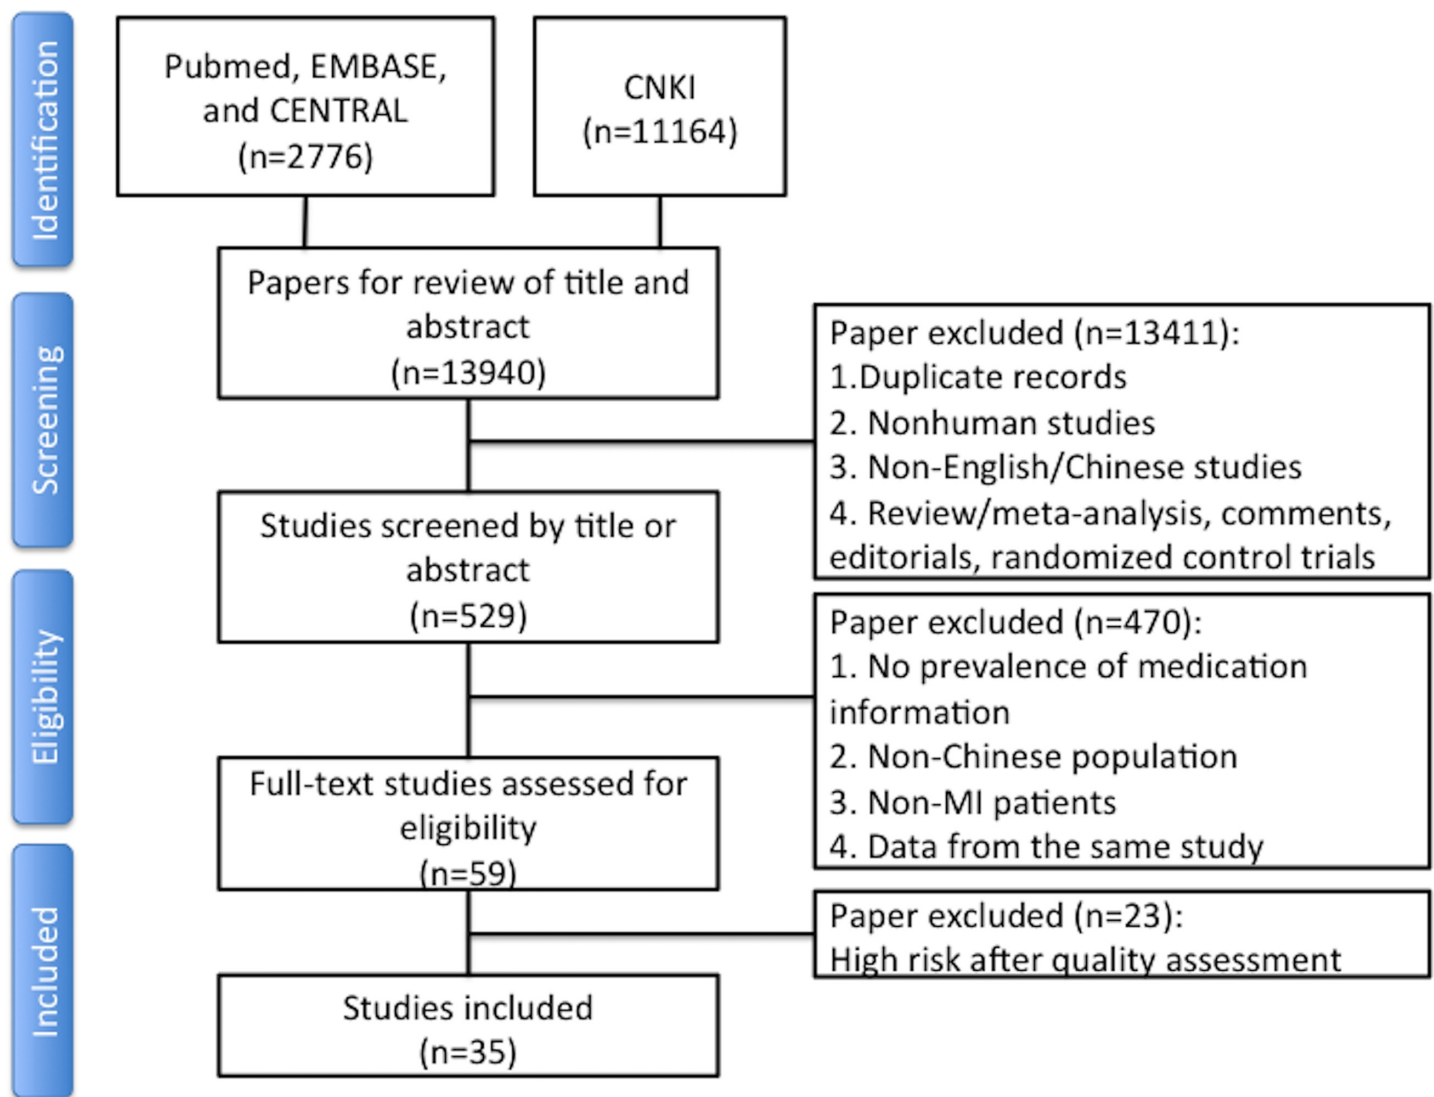 Identification
Pubmed, EMBASE,
and CENTRAL
(n=2776)
CNKI
(n=11164)
Papers for review of title and
abstract
(n=13940)
Screening
Paper excluded (n=13411):
1.Duplicate records
2. Nonhuman studies
3. Non-English/Chinese studies
4. Review/meta-analysis, comments,
editorials, randomized control trials
Studies screened by title or
abstract
(n=529)
Eligibility
Paper excluded (n=470):
1. No prevalence of medication
information
2. Non-Chinese population
3. Non-MI patients
4. Data from the same study
Full-text studies assessed for
eligibility
(n=59)
Included
Paper excluded (n=23):
High risk after quality assessment
Studies included
(n=35)